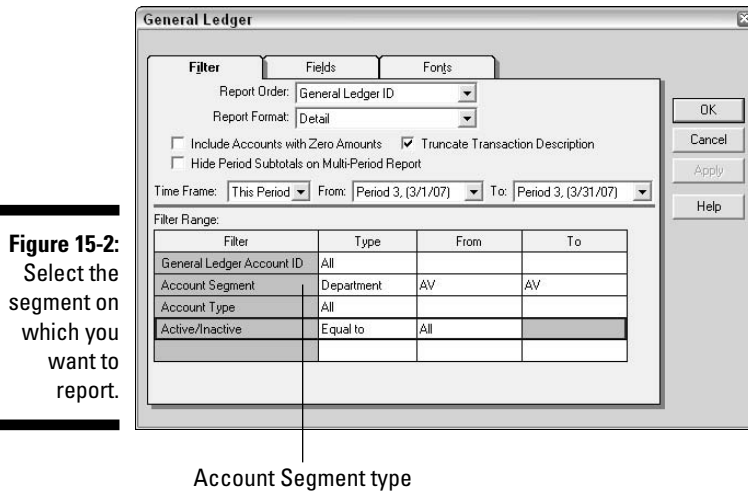 General Ledger
Filter
Fields
Fonts
Report Order: General Ledger ID
Report Format: Detail
Include Accounts with Zero Amounts
Truncate Transaction Description
Hide Period Subtotals on Multi-Period Report
Time Frame: This Period From: Period 3, (3/1/07) To: Period 3, (3/31/07)
Filter Range:
Filter Type From To
General Ledger Account ID All
Account Segment Department AV AV
Account Type All
Active/Inactive Equal to All
OK
Cancel
Apply
Help
Figure 15-2:
Select the
segment on
which you
want to
report.
Account Segment type